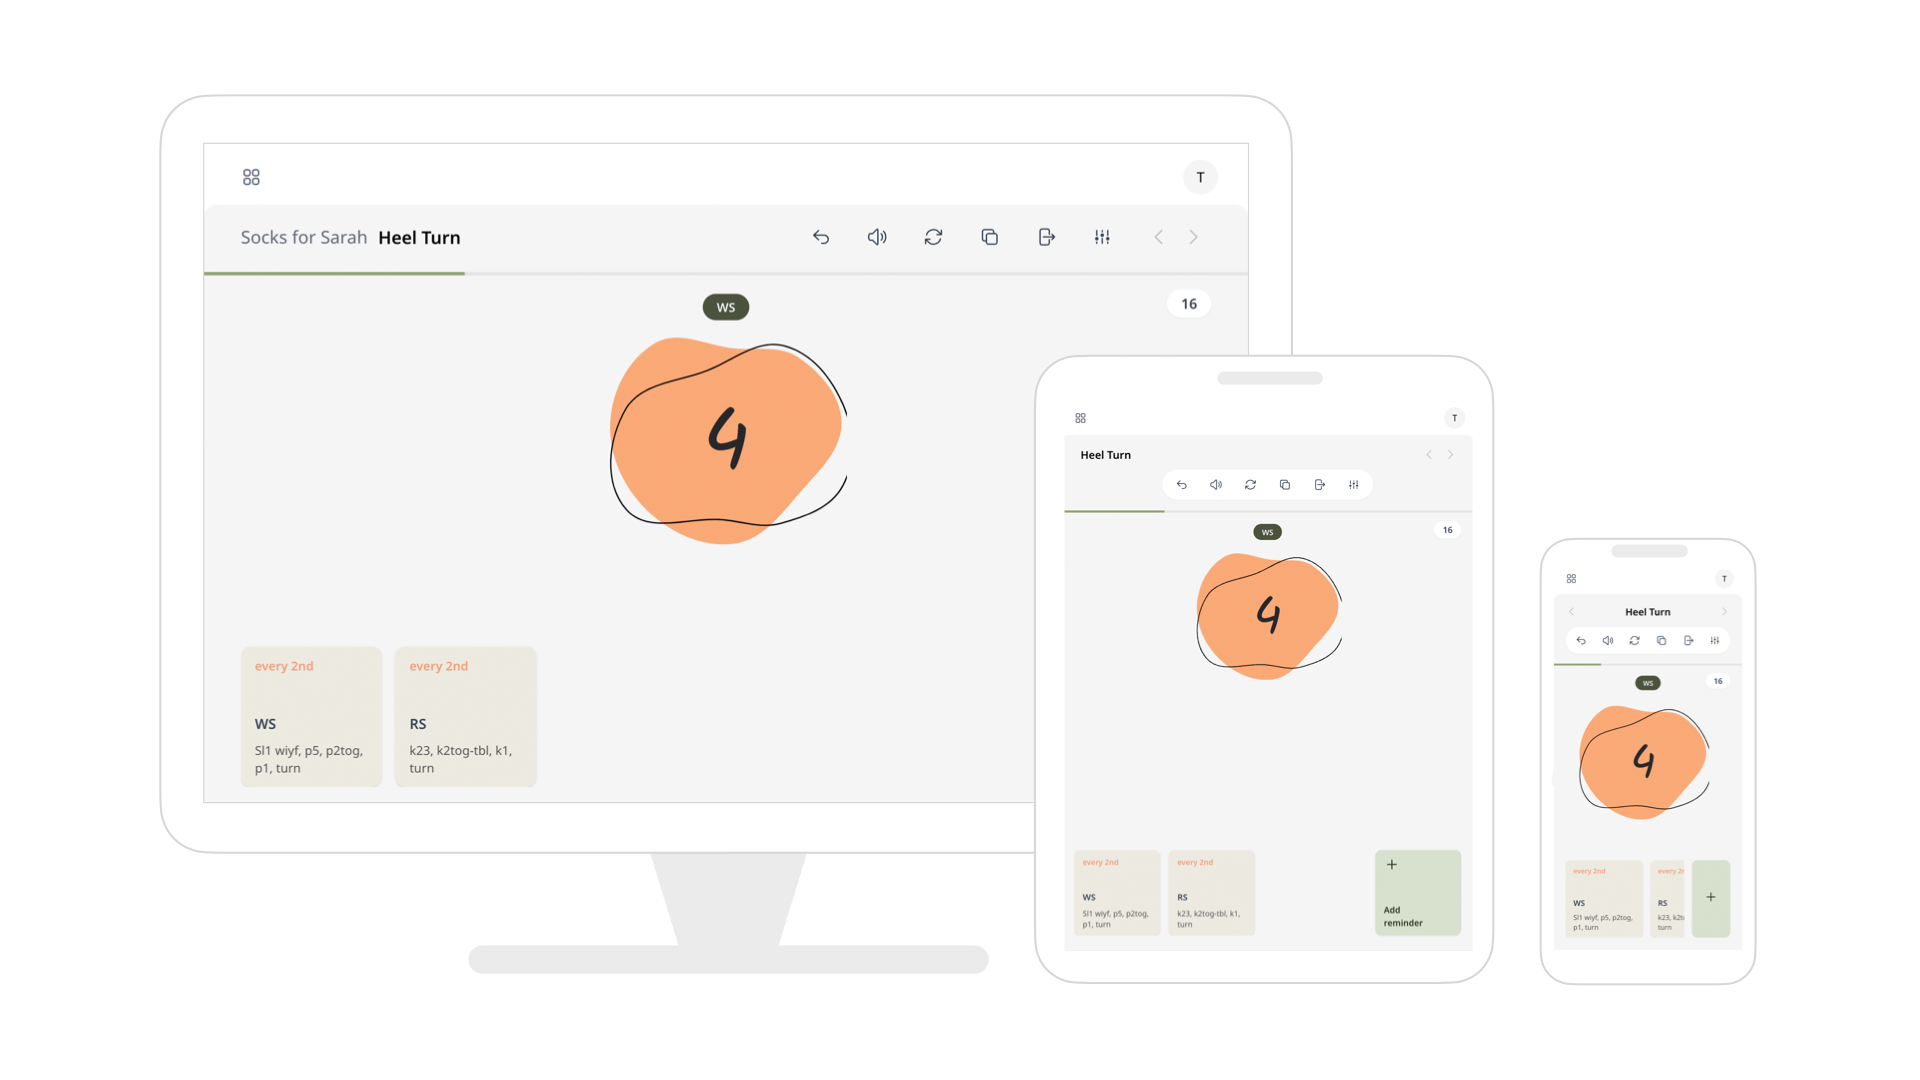 T
Socks for Sarah Heel Turn
WS
16
4
every 2nd
WS
Sl1 wiyf, p5, p2tog,
p1, turn
every 2nd
RS
k23, k2tog-tbl, k1,
turn
T
Heel Turn
WS
16
4
every 2nd
WS
Sl1 wiyf, p5, p2tog,
p1, turn
every 2nd
RS
k23, k2tog-tbl, k1,
turn
Add
reminder
T
Heel Turn
WS
16
4
every 2nd
WS
Sl1 wiyf, p5, p2tog,
p1, turn
every 2
RS
k23, k2t
turn